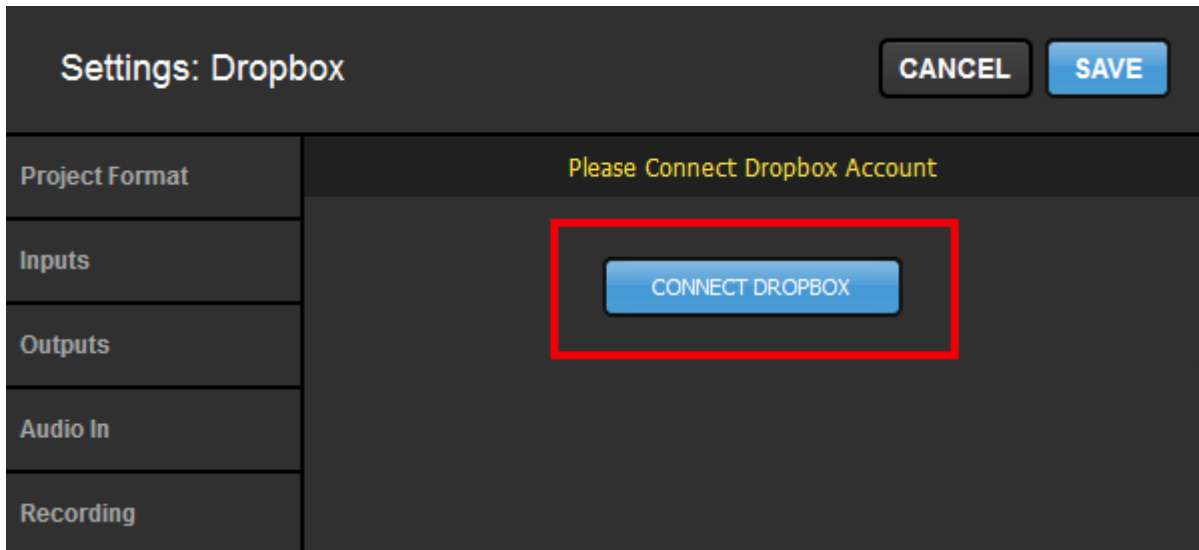 Settings: Dropbox
CANCEL
SAVE
Project Format
Please Connect Dropbox Account
Inputs
CONNECT DROPBOX
Outputs
Audio In
Recording